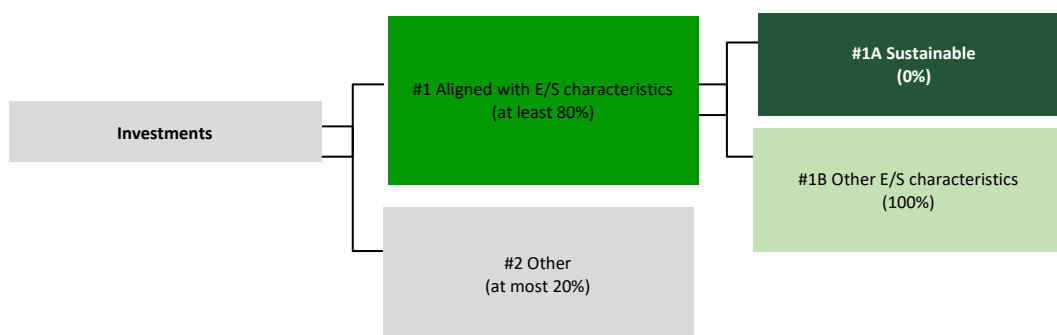 Investments
#1 Aligned with E/S characteristics
(at least 80%)
#2 Other
(at most 20%)
#1A Sustainable
(0%)
#1B Other E/S characteristics
(100%)